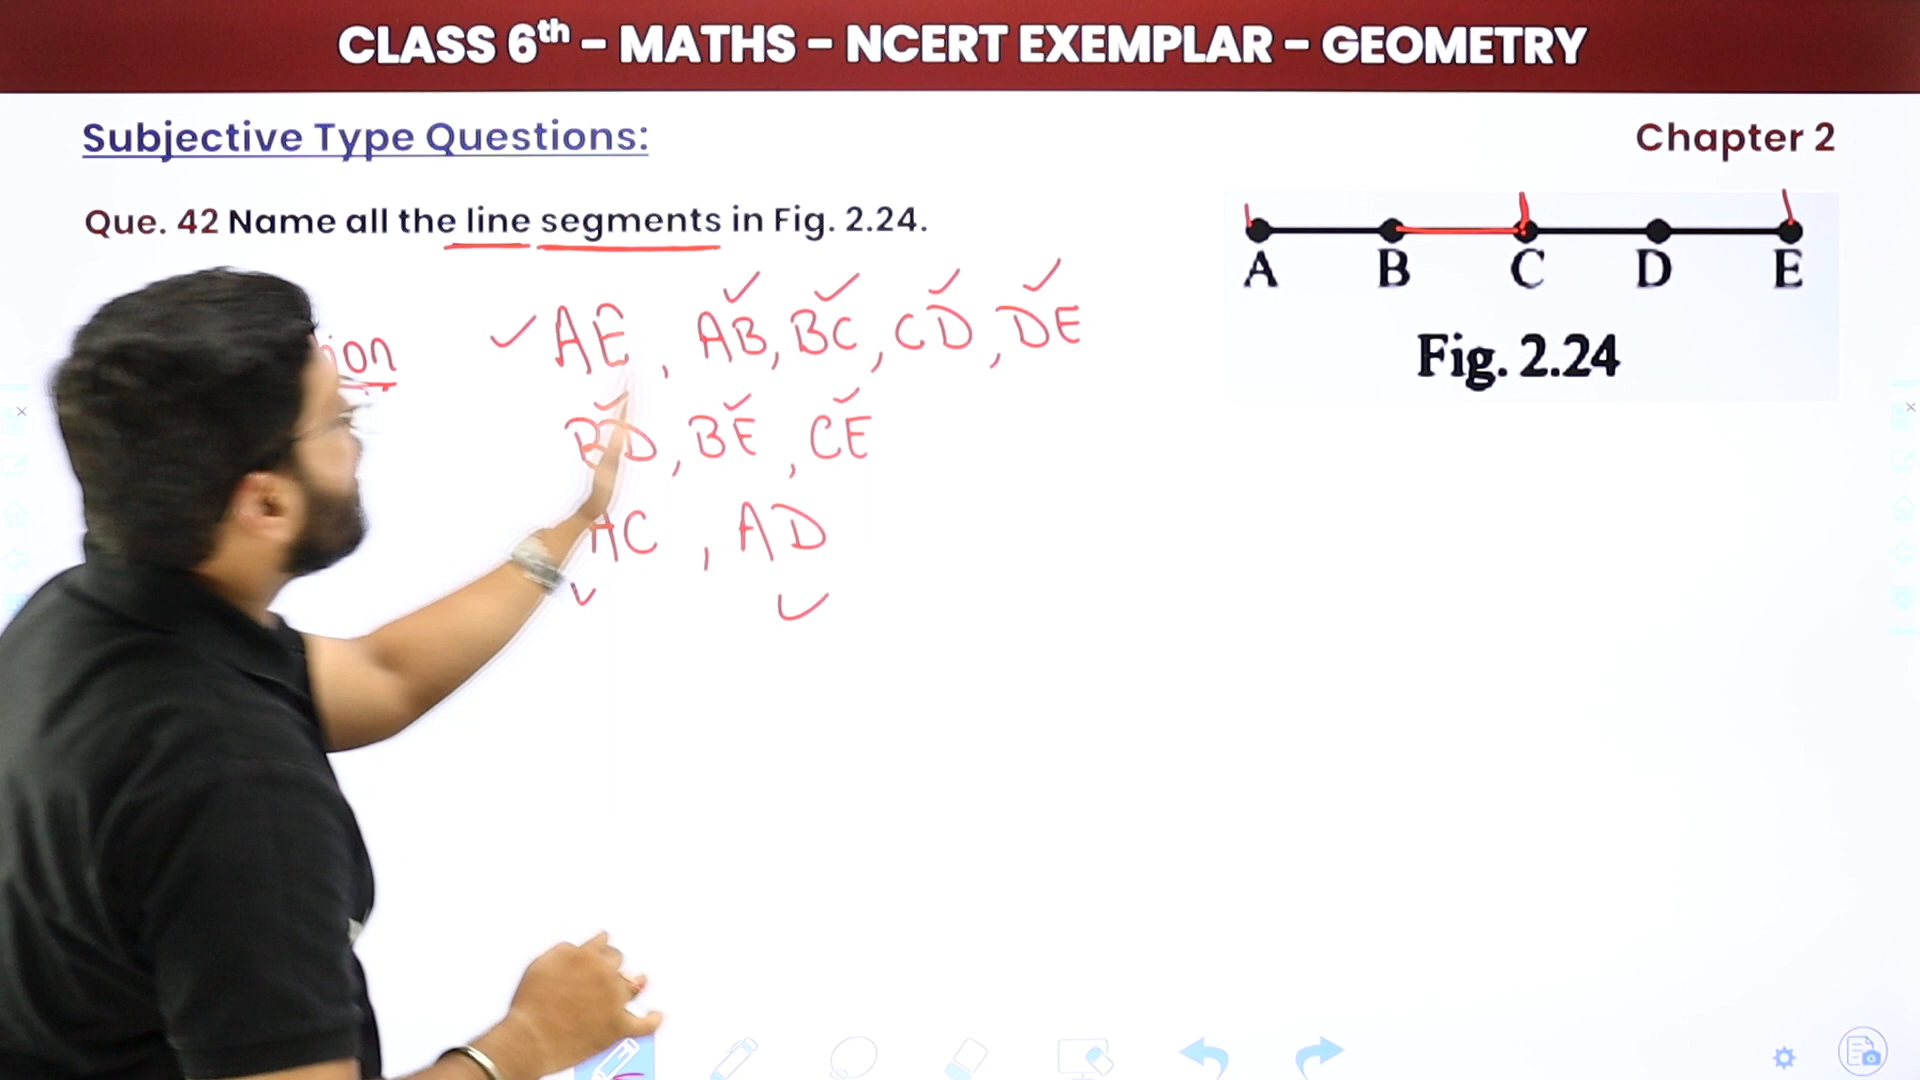 CLASS 6th – MATHS – NCERT EXEMPLAR – GEOMETRY
Subjective Type Questions:
Chapter 2
Que. 42 Name all the line segments in Fig. 2.24.
A B C D E
Fig. 2.24
AE, AB, BC, CD, DE
BD, BE, CE
AC, AD